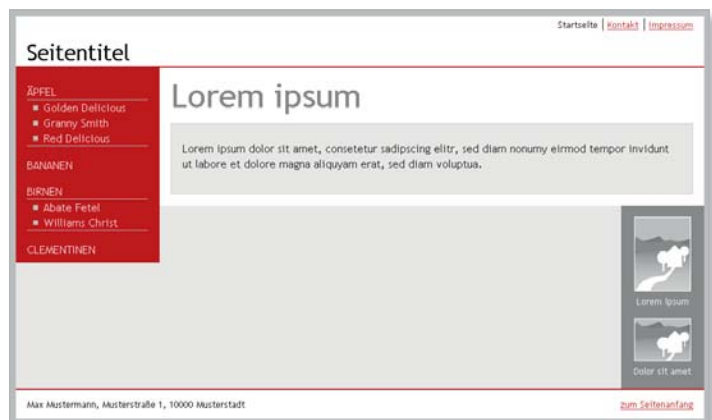 Startseite | Kontakt | Impressum
Seitentitel
ÄPFEL
Golden Delicious
Granny Smith
Red Delicious
BANANEN
BIRNEN
Abate Fetel
Williams Christ
CLEMENTINEN
Lorem ipsum
Lorem ipsum dolor sit amet, consetetur sadipscing elitr, sed diam nonumy eirmod tempor invidunt
ut labore et dolore magna aliquyam erat, sed diam voluptua.
Lorem ipsum
Dolor sit amet
Max Mustermann, Musterstraße 1, 10000 Musterstadt
zum Seitenanfang